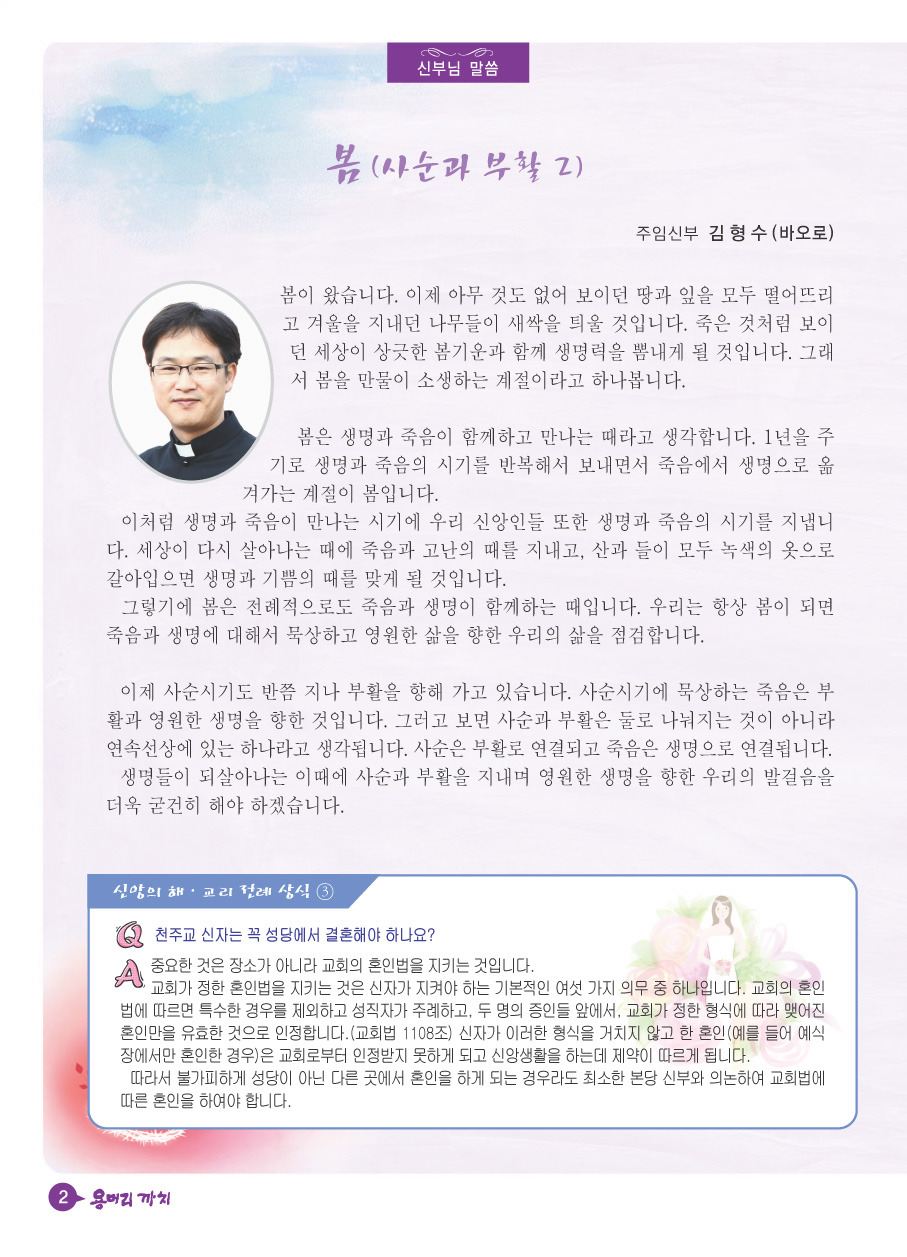 신부님 말씀
봄 (사순과 부활 2)
주임신부 김 형 수 (바오로)
봄이 왔습니다. 이제 아무 것도 없어 보이던 땅과 잎을 모두 떨어뜨리
고 겨울을 지내던 나무들이 새싹을 틔울 것입니다. 죽은 것처럼 보이
던 세상이 상긋한 봄기운과 함께 생명력을 뽐내게 될 것입니다. 그래
서 봄을 만물이 소생하는 계절이라고 하나봅니다.
봄은 생명과 죽음이 함께하고 만나는 때라고 생각합니다. 1년을 주
기로 생명과 죽음의 시기를 반복해서 보내면서 죽음에서 생명으로 옮
겨가는 계절이 봄입니다.
이처럼 생명과 죽음이 만나는 시기에 우리 신앙인들 또한 생명과 죽음의 시기를 지냅니
다. 세상이 다시 살아나는 때에 죽음과 고난의 때를 지내고, 산과 들이 모두 녹색의 옷으로
갈아입으면 생명과 기쁨의 때를 맞게 될 것입니다.
그렇기에 봄은 전례적으로도 죽음과 생명이 함께하는 때입니다. 우리는 항상 봄이 되면
죽음과 생명에 대해서 묵상하고 영원한 삶을 향한 우리의 삶을 점검합니다.
이제 사순시기도 반쯤 지나 부활을 향해 가고 있습니다. 사순시기에 묵상하는 죽음은 부
활과 영원한 생명을 향한 것입니다. 그러고 보면 사순과 부활은 둘로 나눠지는 것이 아니라
연속선상에 있는 하나라고 생각됩니다. 사순은 부활로 연결되고 죽음은 생명으로 연결됩니다.
생명들이 되살아나는 이때에 사순과 부활을 지내며 영원한 생명을 향한 우리의 발걸음을
더욱 굳건히 해야 하겠습니다.
신앙의 해 · 교리 전례 상식 ③
Q 천주교 신자는 꼭 성당에서 결혼해야 하나요?
A 중요한 것은 장소가 아니라 교회의 혼인법을 지키는 것입니다.
교회가 정한 혼인법을 지키는 것은 신자가 지켜야 하는 기본적인 여섯 가지 의무 중 하나입니다. 교회의 혼인
법에 따르면 특수한 경우를 제외하고 성직자가 주례하고, 두 명의 증인들 앞에서, 교회가 정한 형식에 따라 맺어진
혼인만을 유효한 것으로 인정합니다.(교회법 1108조) 신자가 이러한 형식을 거치지 않고 한 혼인(예를 들어 예식
장에서만 혼인한 경우)은 교회로부터 인정받지 못하게 되고 신앙생활을 하는데 제약이 따르게 됩니다.
따라서 불가피하게 성당이 아닌 다른 곳에서 혼인을 하게 되는 경우라도 최소한 본당 신부와 의논하여 교회법에
따른 혼인을 하여야 합니다.
2 용머리 까치